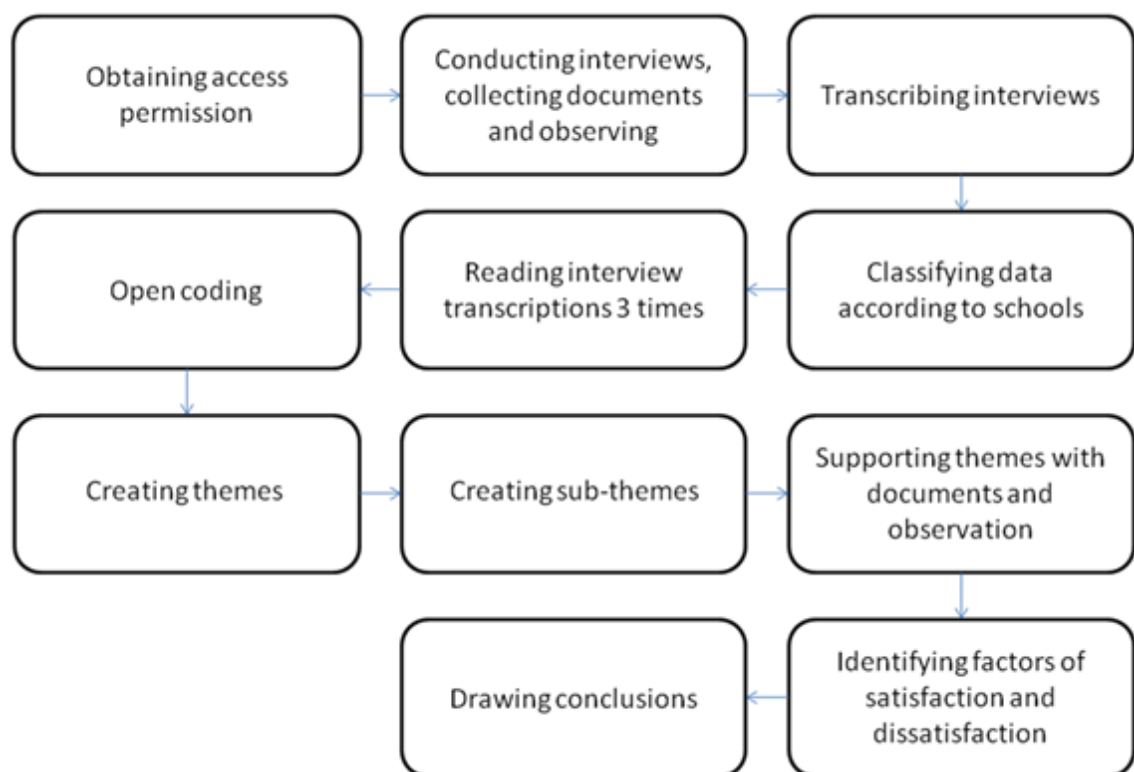 Obtaining access
permission
Conducting interviews,
collecting documents
and observing
Transcribing interviews
Classifying data
according to schools
Reading interview
transcriptions 3 times
Open coding
Creating themes
Creating sub-themes
Supporting themes with
documents and
observation
Identifying factors of
satisfaction and
dissatisfaction
Drawing conclusions